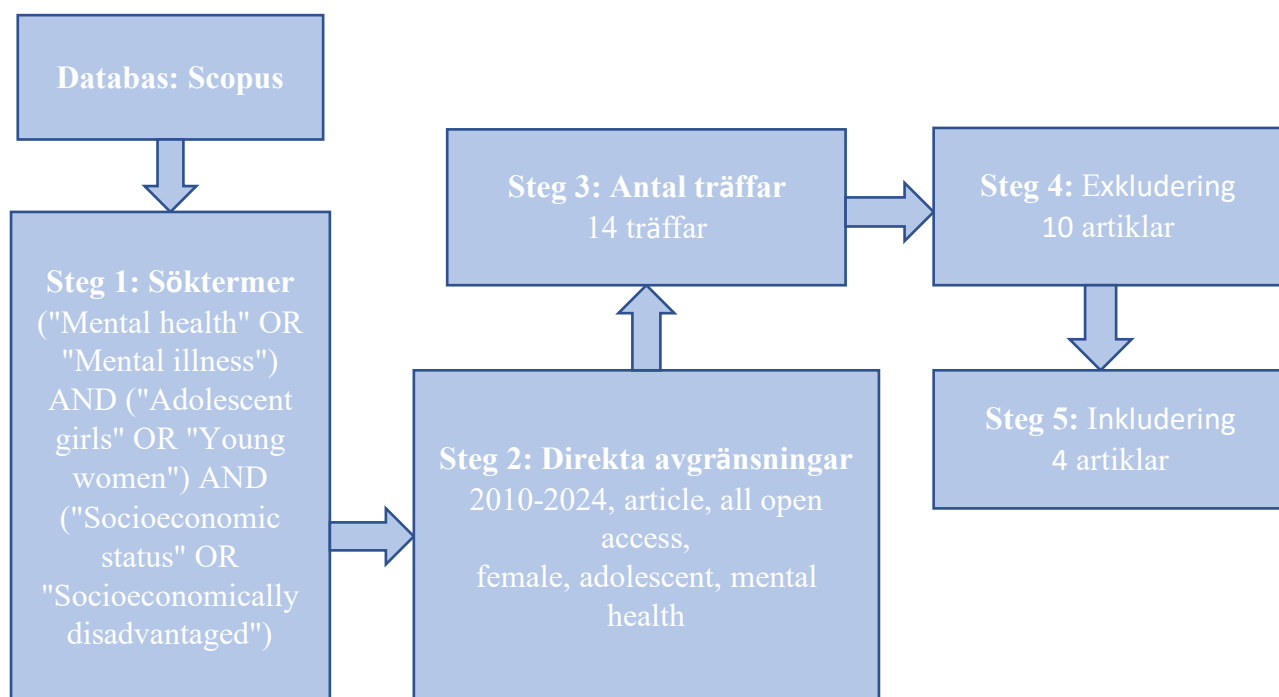 Databas: Scopus
Steg 1: Söktermer
("Mental health" OR
"Mental illness")
AND ("Adolescent
girls" OR "Young
women") AND
("Socioeconomic
status" OR
"Socioeconomically
disadvantaged")
Steg 2: Direkta avgränsningar
2010-2024, article, all open
access,
female, adolescent, mental
health
Steg 3: Antal träffar
14 träffar
Steg 4: Exkludering
10 artiklar
Steg 5: Inkludering
4 artiklar